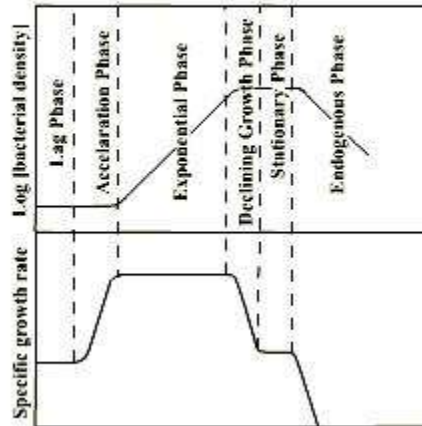 Log [bacterial density]
Lag Phase
Accelaration Phase
Exponential Phase
Declining Growth Phase
Stationary Phase
Endogenous Phase
Specific growth rate